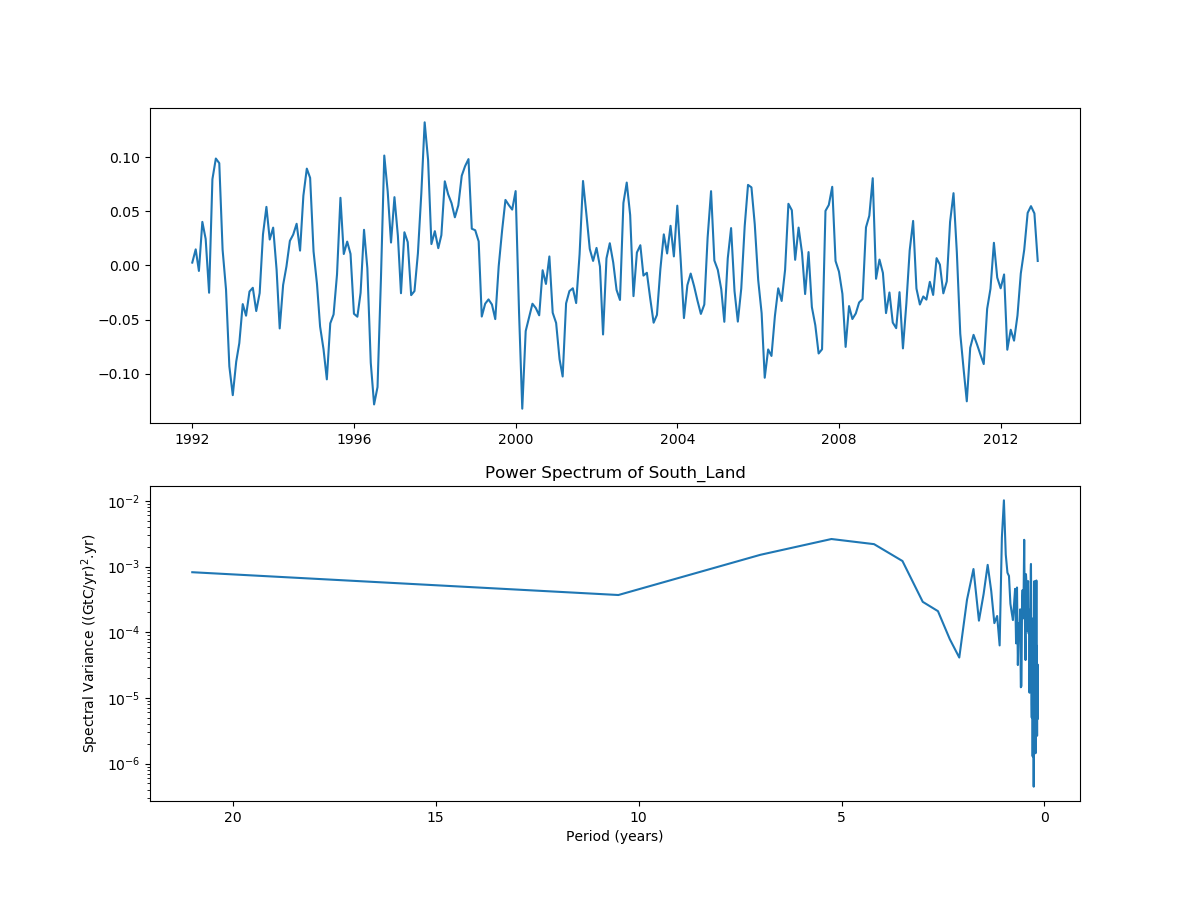 0.10
0.05
0.00
−0.05
−0.10
1992 1996 2000 2004 2008 2012
Power Spectrum of South_Land
Spectral Variance ((GtC/yr)².yr)
10⁻²
10⁻³
10⁻⁴
10⁻⁵
10⁻⁶
20 15 10 5 0
Period (years)